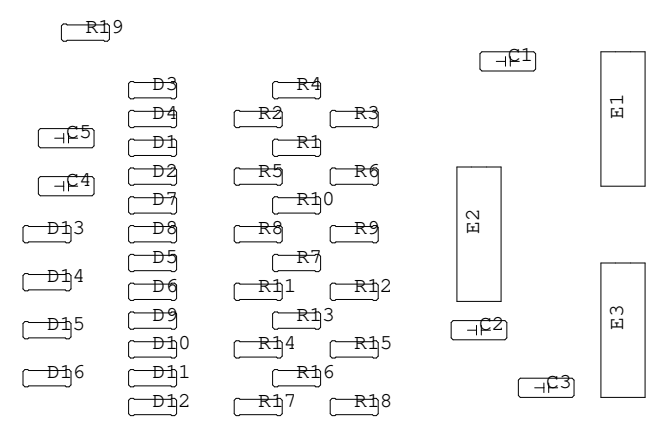 R19
C1
D3 R4
E1
D4 R2 R3
C5
D1 R1
D2 R5 R6
C4
D7 R10
E2
D13 D8 R8 R9
D5 R7
D14
D6 R11 R12
D9 R13
E3
D15
C2
D10 R14 R15
D16 D11 R16
C3
D12 R17 R18